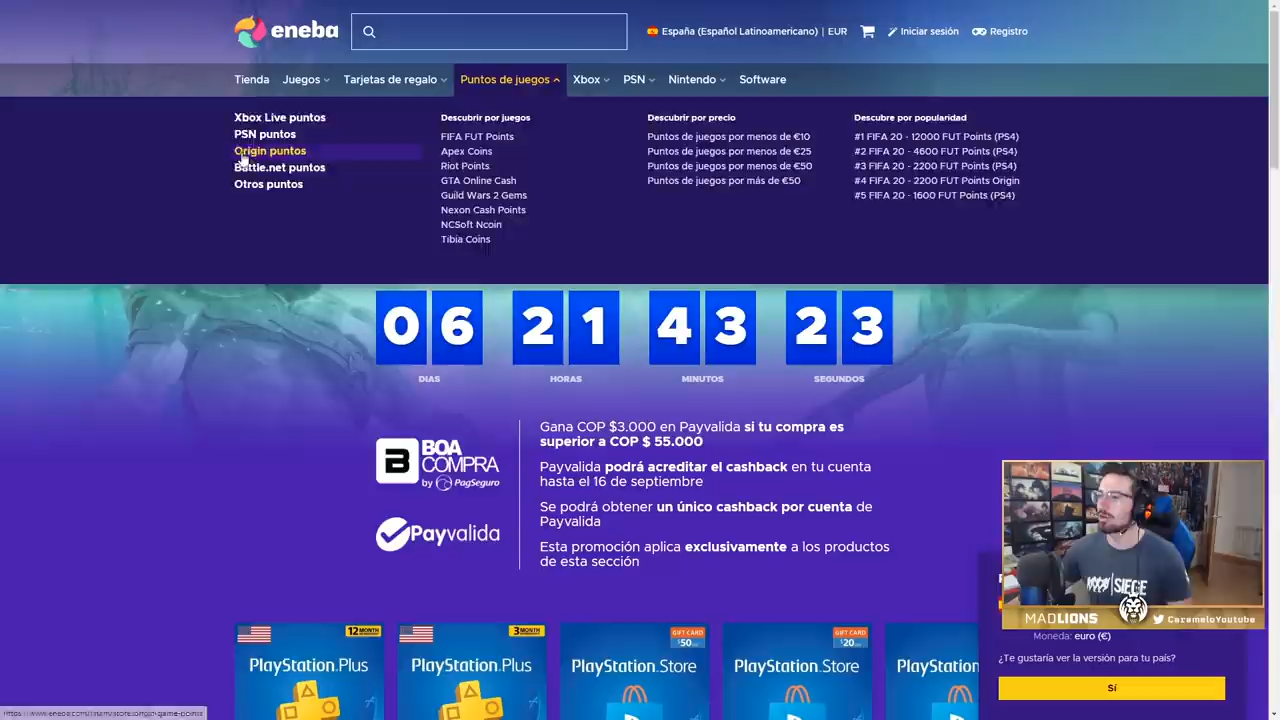 eneba
España (Español Latinoamericano) | EUR
Iniciar sesión
Registro
Tienda
Juegos
Tarjetas de regalo
Puntos de juegos
Xbox
PSN
Nintendo
Software
Xbox Live puntos
PSN puntos
Origin puntos
Battle.net puntos
Otros puntos
Descubrir por juegos
FIFA FUT Points
Apex Coins
Riot Points
GTA Online Cash
Guild Wars 2 Gems
Nexon Cash Points
NCSoft Ncoin
Tibia Coins
Descubrir por precio
Puntos de juegos por menos de €10
Puntos de juegos por menos de €25
Puntos de juegos por menos de €50
Puntos de juegos por más de €50
Descubre por popularidad
#1 FIFA 20 - 12000 FUT Points (PS4)
#2 FIFA 20 - 4600 FUT Points (PS4)
#3 FIFA 20 - 2200 FUT Points (PS4)
#4 FIFA 20 - 2200 FUT Points Origin
#5 FIFA 20 - 1600 FUT Points (PS4)
06 21 43 23
DIAS HORAS MINUTOS SEGUNDOS
B BOA COMPRA
by PagSeguro
Payvalida
Gana COP $3.000 en Payvalida si tu compra es
superior a COP $ 55.000
Payvalida podrá acreditar el cashback en tu cuenta
hasta el 16 de septiembre
Se podrá obtener un único cashback por cuenta de
Payvalida
Esta promoción aplica exclusivamente a los productos
de esta sección
12 MONTH
PlayStation Plus
3 MONTH
PlayStation Plus
GIFT CARD
$50
PlayStation Store
GIFT CARD
$20
PlayStation Store
PlayStation
SIEGE
MADLIONS
CarameloYoutube
Moneda: euro (€)
¿Te gustaría ver la versión para tu país?
Sí